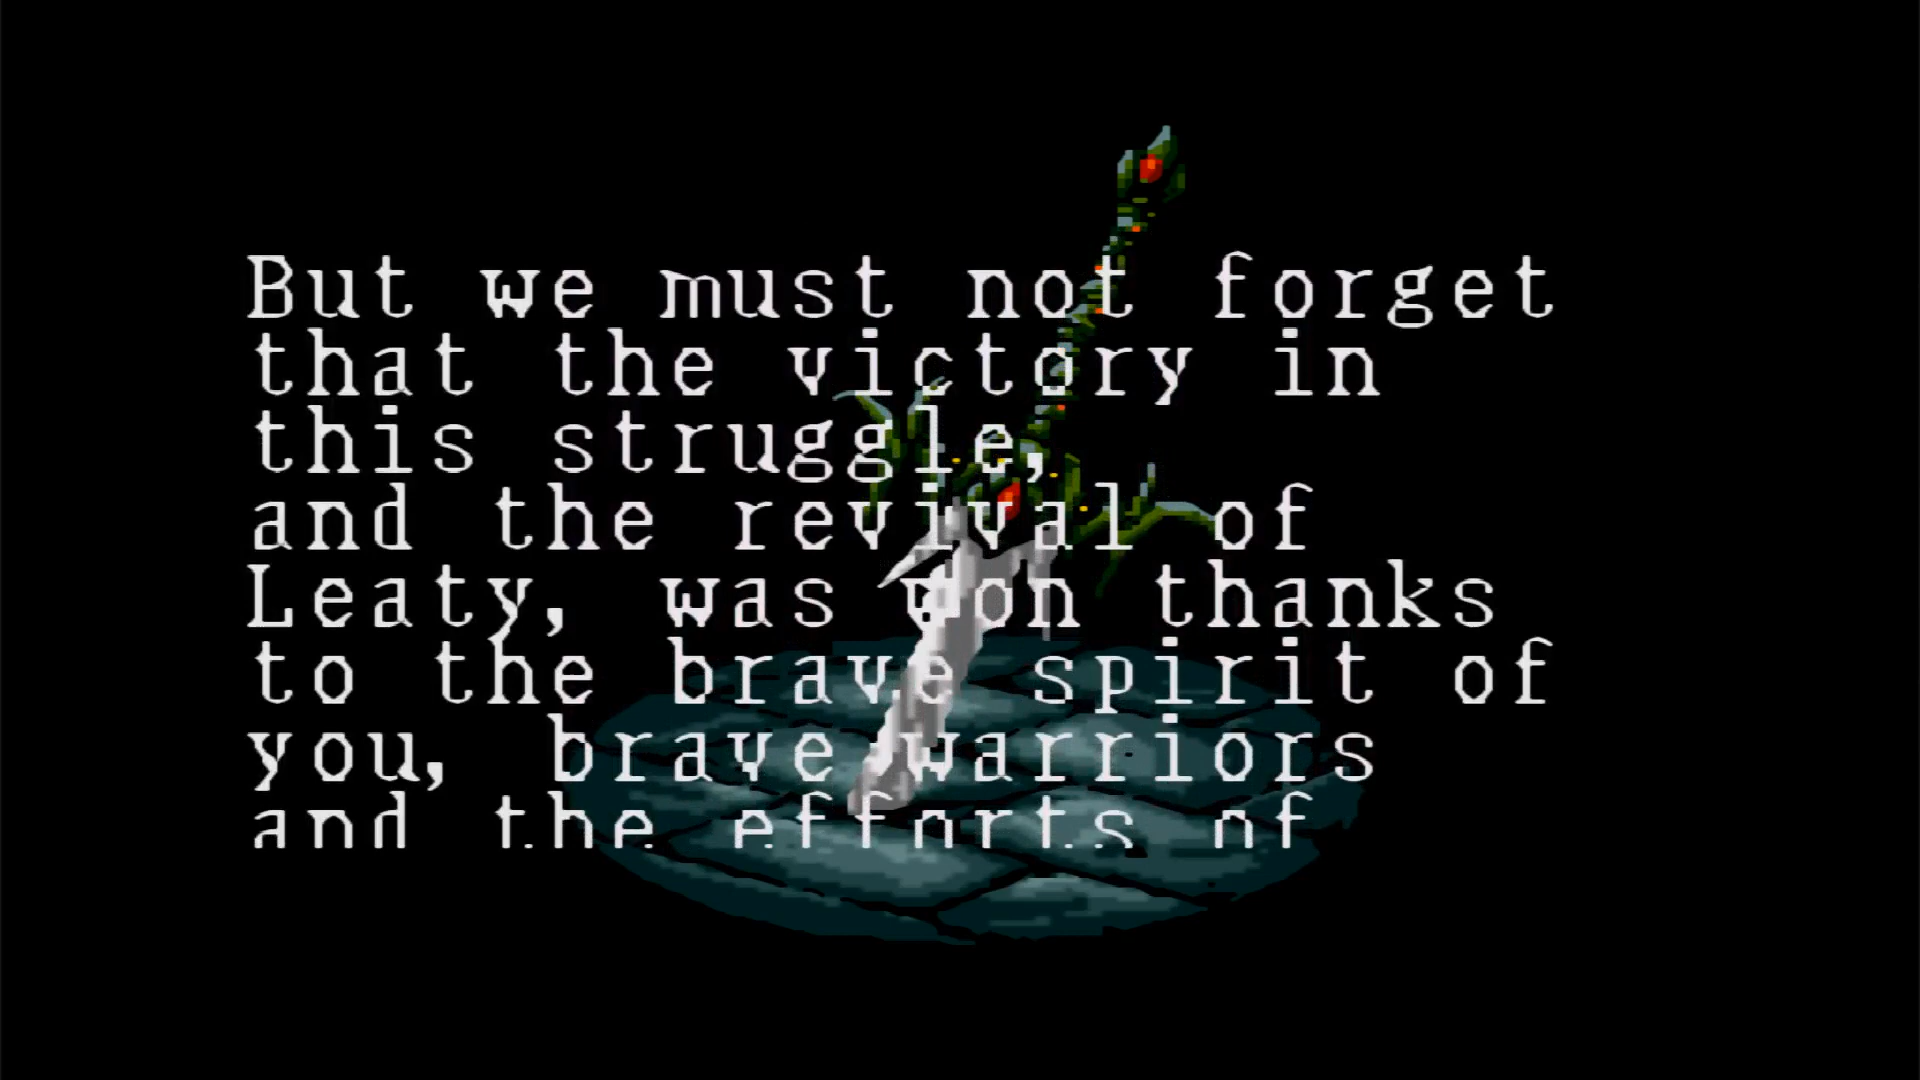 But we must not forget
that the victory in
this struggle,
and the revival of
Leaty, was won thanks
to the brave spirit of
you, brave warriors
and the efforts of